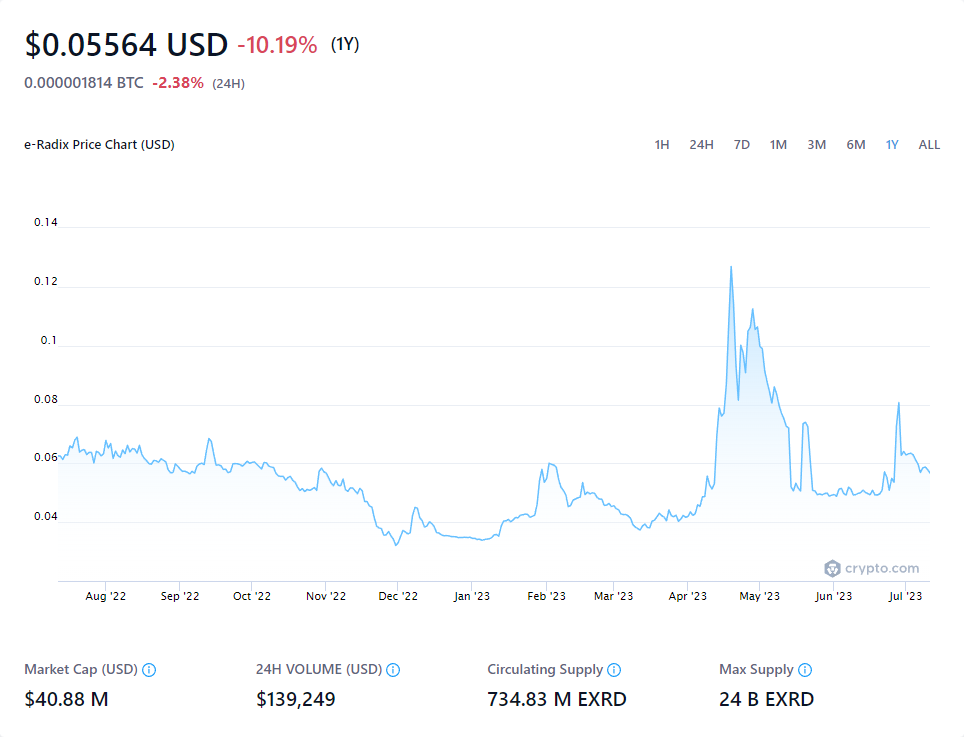 $0.05564 USD -10.19% (1Y)
0.000001814 BTC -2.38% (24H)
e-Radix Price Chart (USD) 1H 24H 7D 1M 3M 6M 1Y ALL
0.14
0.12
0.1
0.08
0.06
0.04
crypto.com
Aug '22 Sep '22 Oct '22 Nov '22 Dec '22 Jan '23 Feb '23 Mar '23 Apr '23 May '23 Jun '23 Jul '23
Market Cap (USD) 24H VOLUME (USD) Circulating Supply Max Supply
$40.88 M $139,249 734.83 M EXRD 24 B EXRD